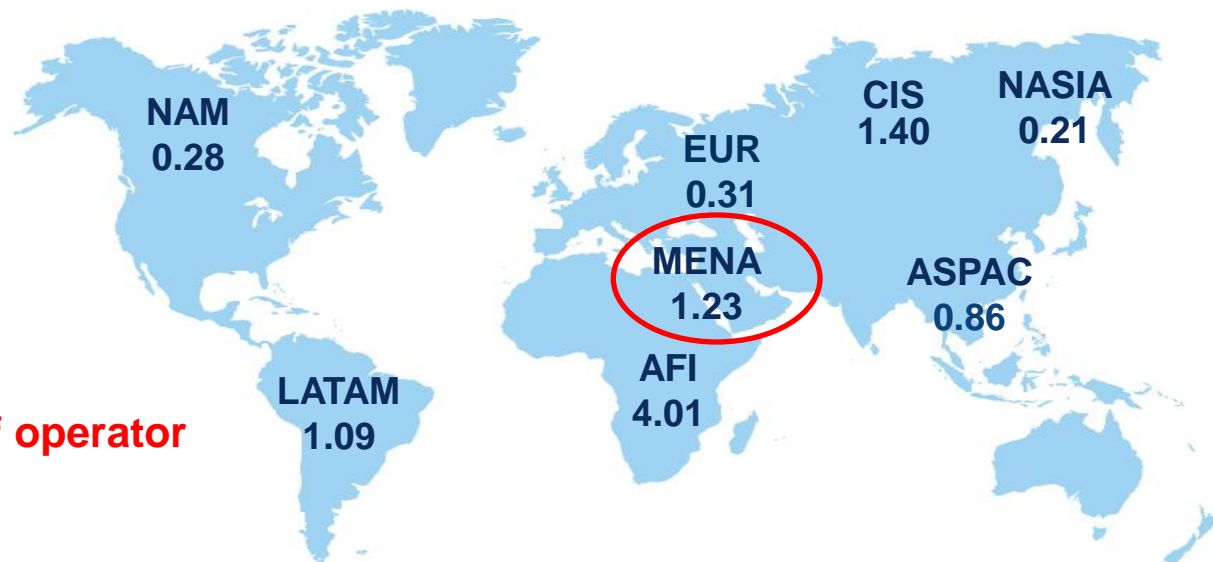 NAM
0.28
CIS
1.40
NASIA
0.21
EUR
0.31
MENA
1.23
ASPAC
0.86
AFI
4.01
LATAM
1.09
operator